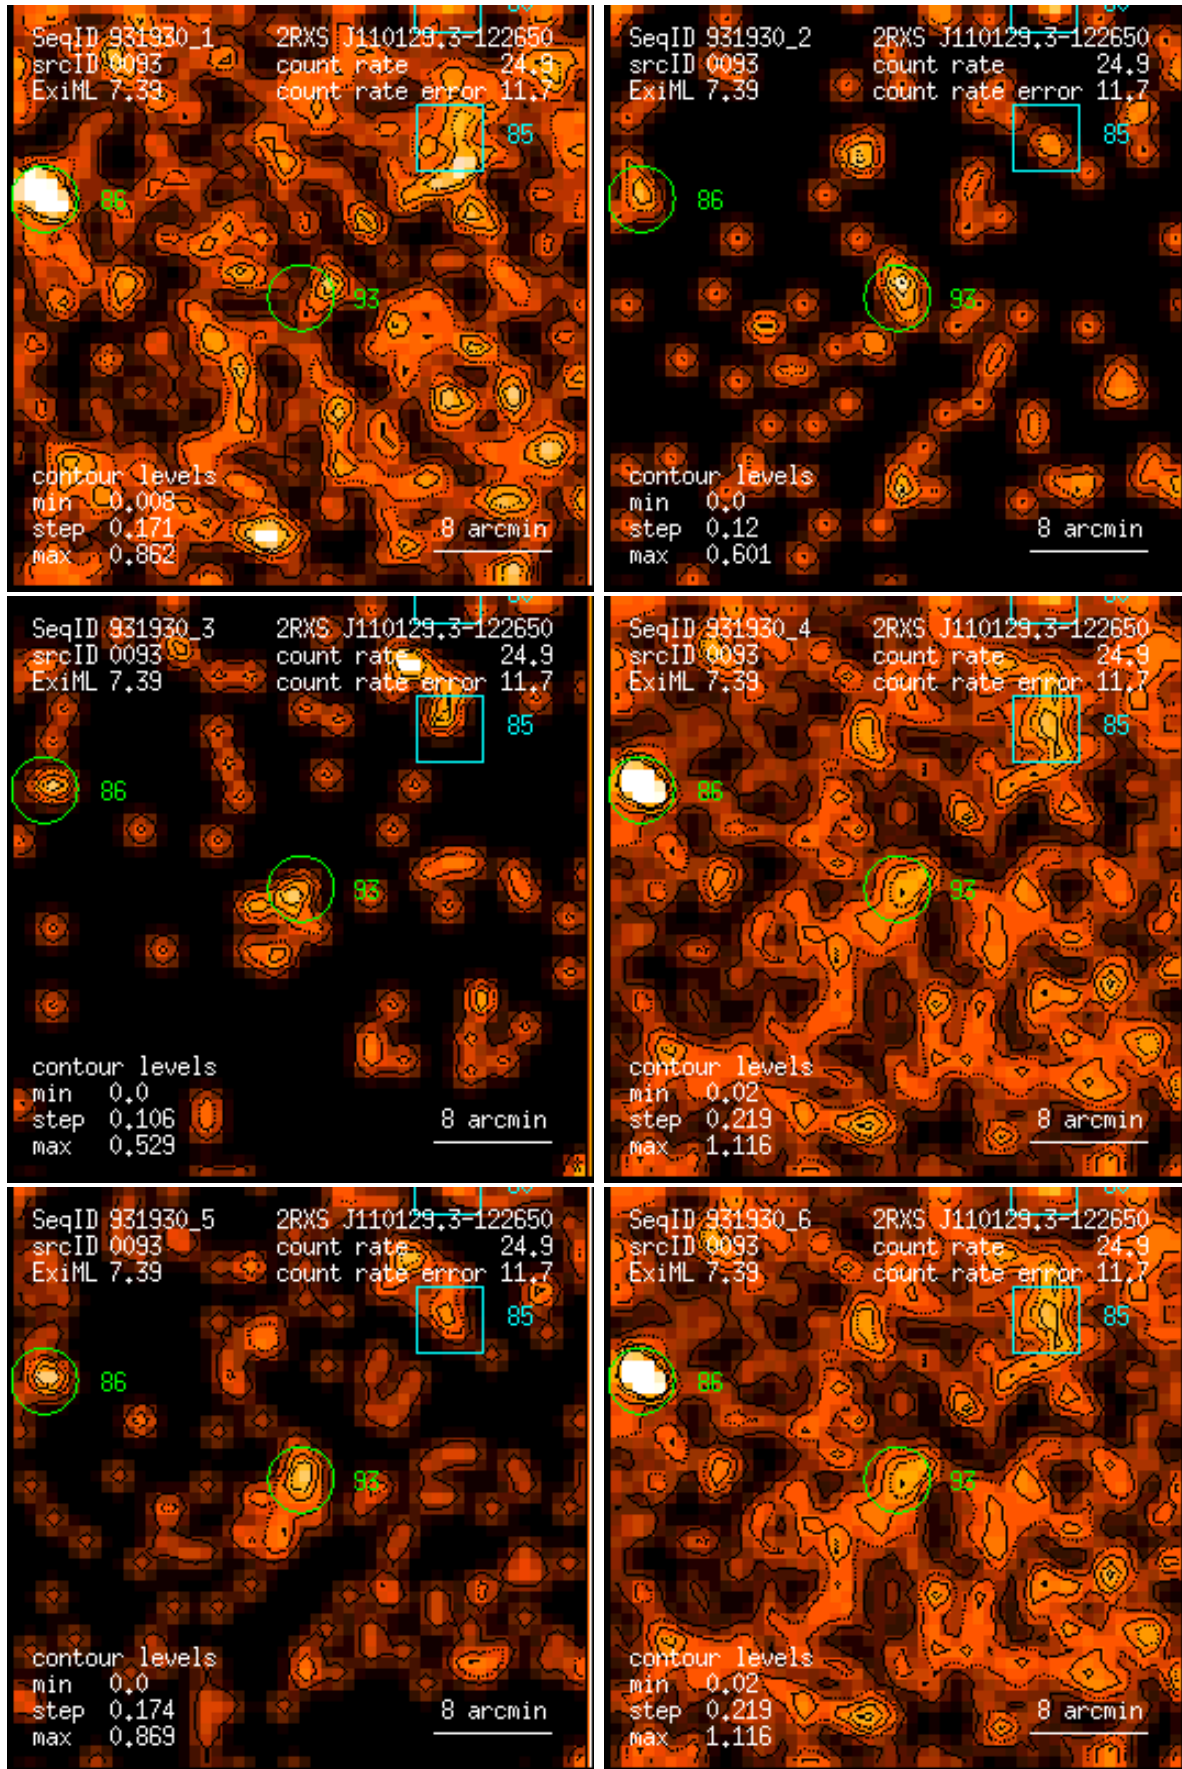 SeqID 931930_1 2RXS J110129.3-122650
srcID 0093 count rate 24.9
ExiML 7.39 count rate error 11.7
85
86
93
contour levels
min 0.008
step 0.171 8 arcmin
max 0.862
SeqID 931930_2 2RXS J110129.3-122650
srcID 0093 count rate 24.9
ExiML 7.39 count rate error 11.7
85
86
93
contour levels
min 0.0
step 0.12 8 arcmin
max 0.601
SeqID 931930_3 2RXS J110129.3-122650
srcID 0093 count rate 24.9
ExiML 7.39 count rate error 11.7
85
86
93
contour levels
min 0.0
step 0.106 8 arcmin
max 0.529
SeqID 931930_4 2RXS J110129.3-122650
srcID 0093 count rate 24.9
ExiML 7.39 count rate error 11.7
85
86
93
contour levels
min 0.02
step 0.219 8 arcmin
max 1.116
SeqID 931930_5 2RXS J110129.3-122650
srcID 0093 count rate 24.9
ExiML 7.39 count rate error 11.7
85
86
93
contour levels
min 0.0
step 0.174 8 arcmin
max 0.869
SeqID 931930_6 2RXS J110129.3-122650
srcID 0093 count rate 24.9
ExiML 7.39 count rate error 11.7
85
86
93
contour levels
min 0.02
step 0.219 8 arcmin
max 1.116